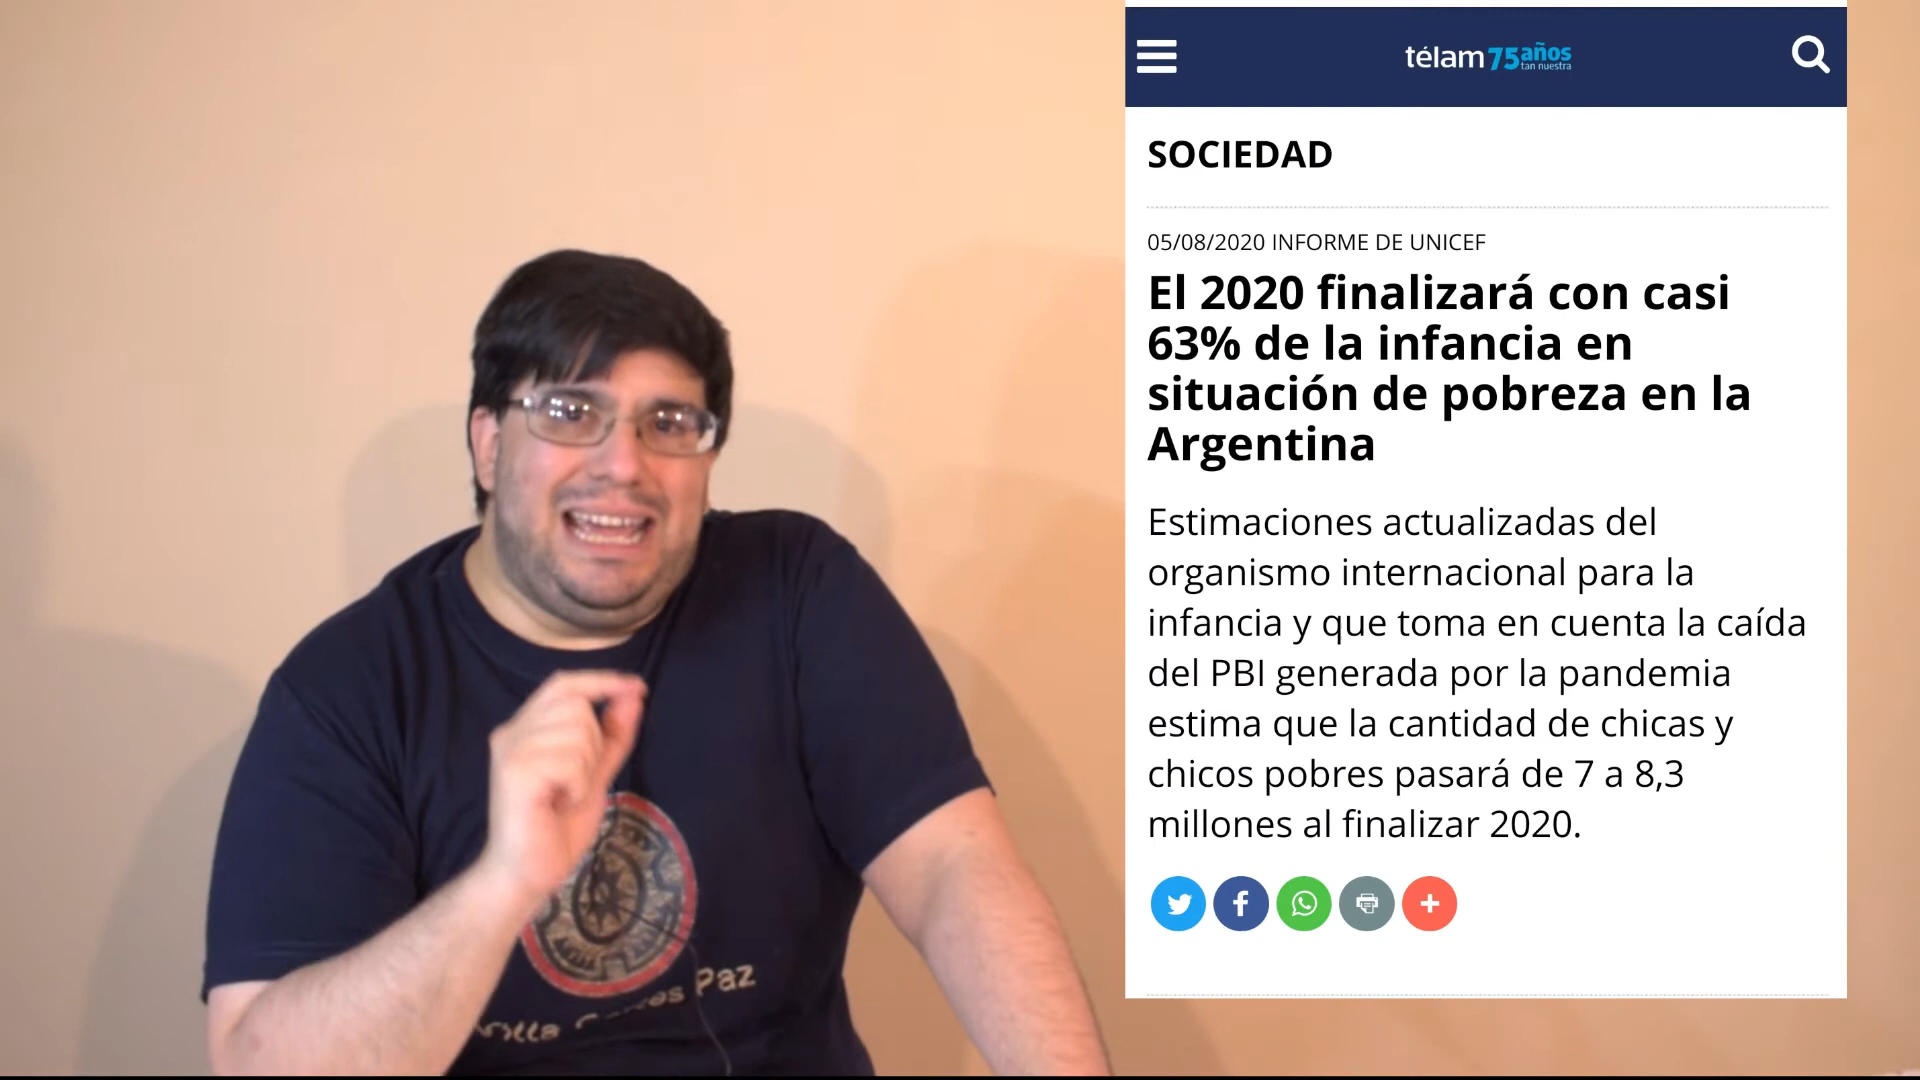 télam 75 años
tan nuestra
SOCIEDAD
05/08/2020 INFORME DE UNICEF
El 2020 finalizará con casi
63% de la infancia en
situación de pobreza en la
Argentina
Estimaciones actualizadas del
organismo internacional para la
infancia y que toma en cuenta la caída
del PBI generada por la pandemia
estima que la cantidad de chicas y
chicos pobres pasará de 7 a 8,3
millones al finalizar 2020.
Paz